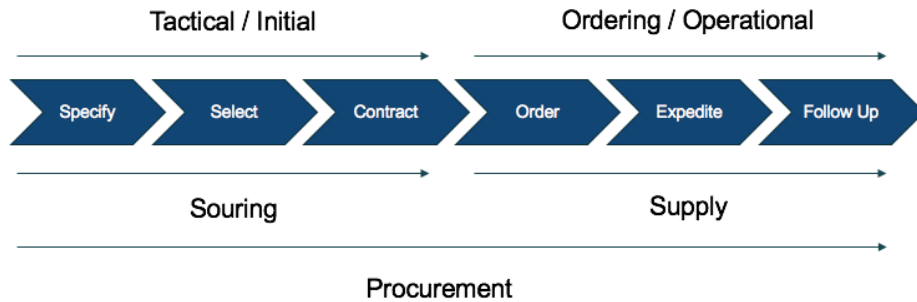 Tactical / Initial Ordering / Operational
Specify Select Contract Order Expedite Follow Up
Souring Supply
Procurement